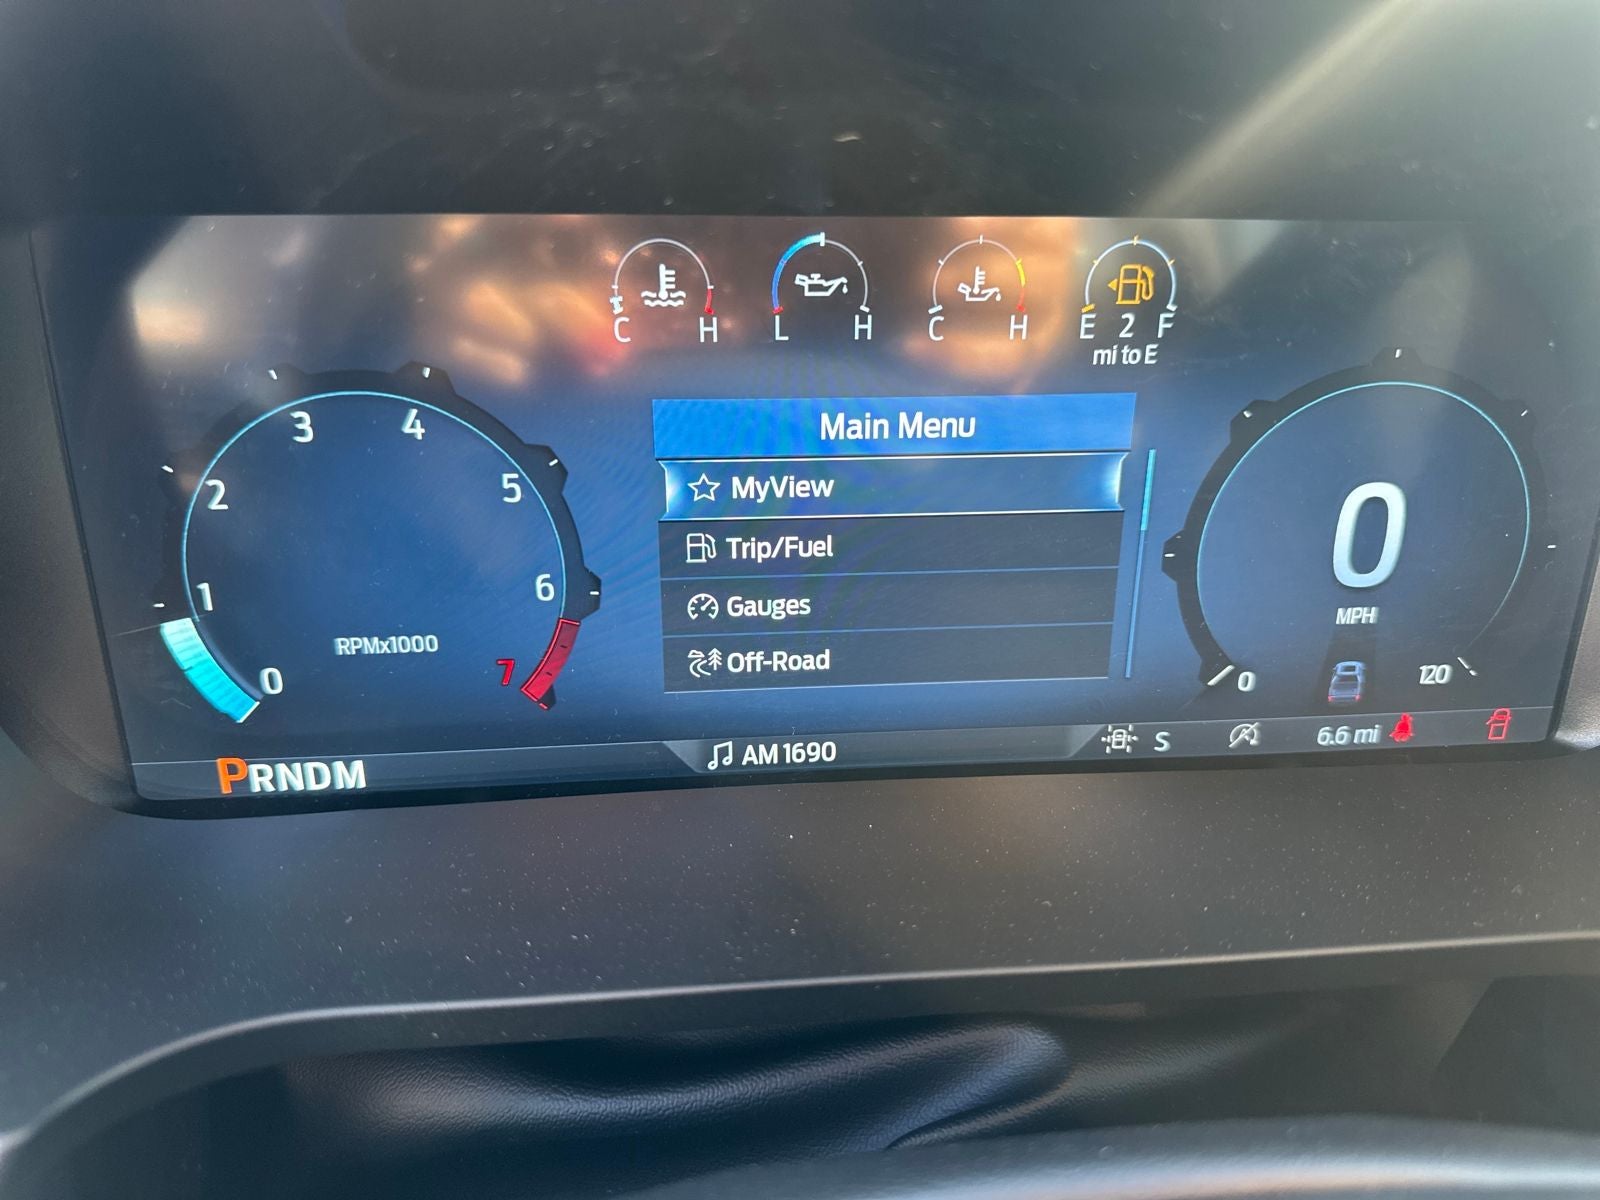 C H
L H
C H
E 2 F
mi to E
0
1
2
3
4
5
6
7
RPMx1000
Main Menu
MyView
Trip/Fuel
Gauges
Off-Road
0
MPH
0 120
PRNDM
AM 1690
S
6.6 mi